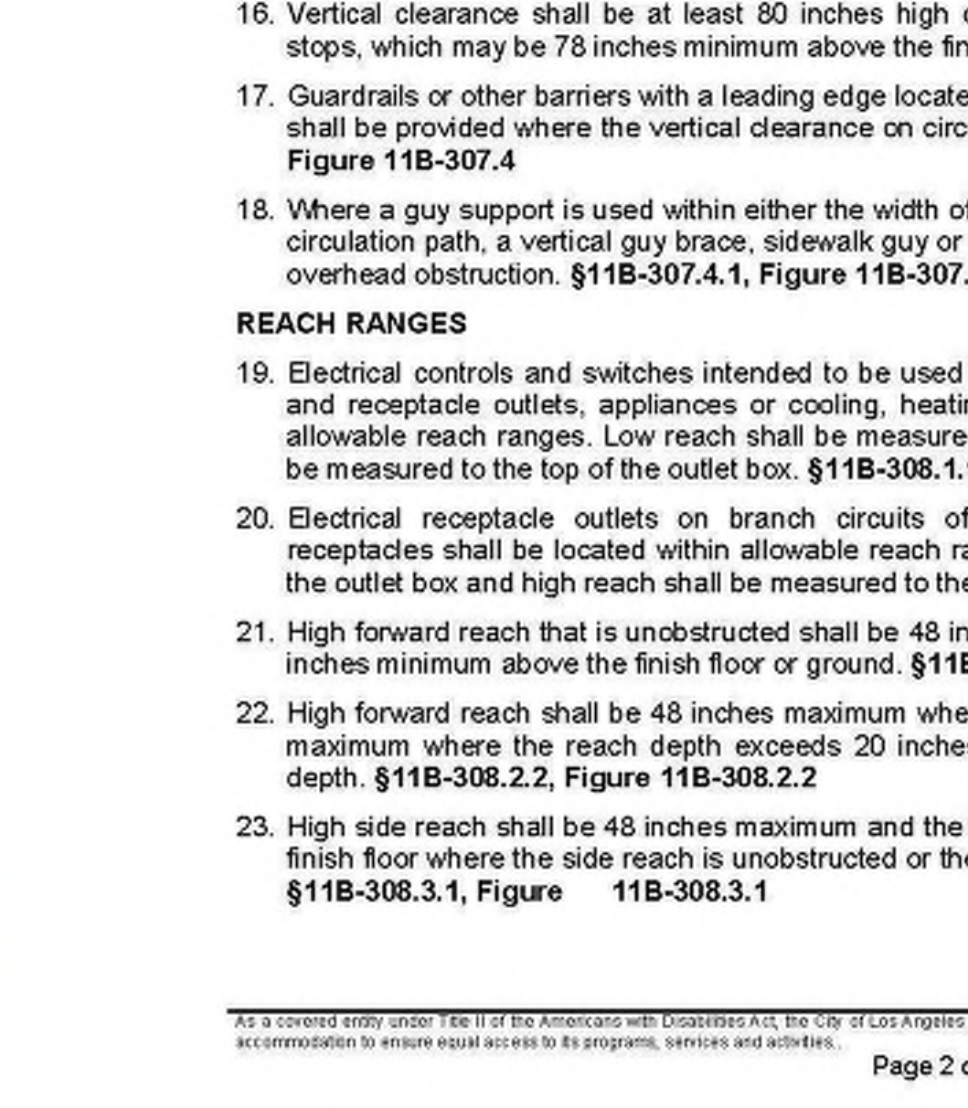 16. Vertical clearance shall be at least 80 inches high
stops, which may be 78 inches minimum above the fin
17. Guardrails or other barriers with a leading edge locate
shall be provided where the vertical clearance on circ
Figure 11B-307.4
18. Where a guy support is used within either the width of
circulation path, a vertical guy brace, sidewalk guy or
overhead obstruction. §11B-307.4.1, Figure 11B-307.
REACH RANGES
19. Electrical controls and switches intended to be used
and receptacle outlets, appliances or cooling, heatin
allowable reach ranges. Low reach shall be measure
be measured to the top of the outlet box. §11B-308.1.
20. Electrical receptacle outlets on branch circuits of
receptacles shall be located within allowable reach ra
the outlet box and high reach shall be measured to the
21. High forward reach that is unobstructed shall be 48 in
inches minimum above the finish floor or ground. §11B
22. High forward reach shall be 48 inches maximum whe
maximum where the reach depth exceeds 20 inches
depth. §11B-308.2.2, Figure 11B-308.2.2
23. High side reach shall be 48 inches maximum and the
finish floor where the side reach is unobstructed or the
§11B-308.3.1, Figure 11B-308.3.1
As a covered entity under Title II of the Americans with Disabilities Act, the City of Los Angeles
accommodation to ensure equal access to its programs, services and activities.
Page 2